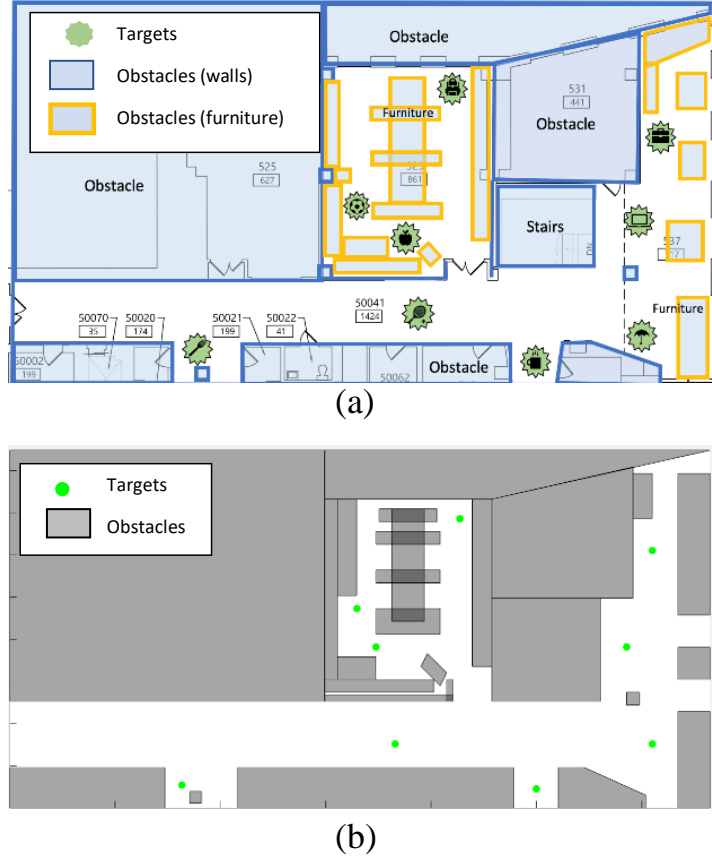 Targets
Obstacles (walls)
Obstacles (furniture)
Obstacle
531
441
Obstacle
Furniture
861
525
627
Obstacle
Stairs
DN
Furniture
50041
1424
50070
35
50020
174
50021
199
50022
41
50002
199
50062
Obstacle
(a)
Targets
Obstacles
(b)